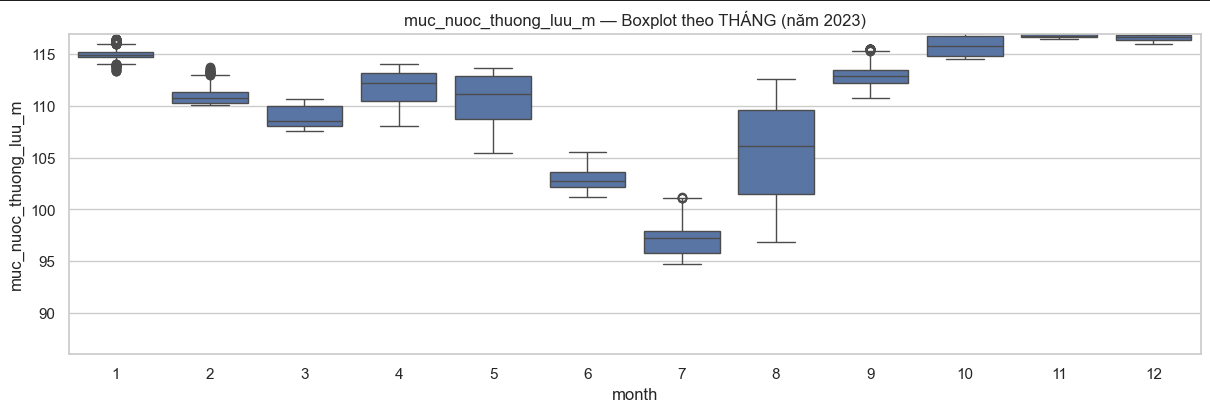 muc_nuoc_thuong_luu_m — Boxplot theo THÁNG (năm 2023)
muc_nuoc_thuong_luu_m
115
110
105
100
95
90
1 2 3 4 5 6 7 8 9 10 11 12
month